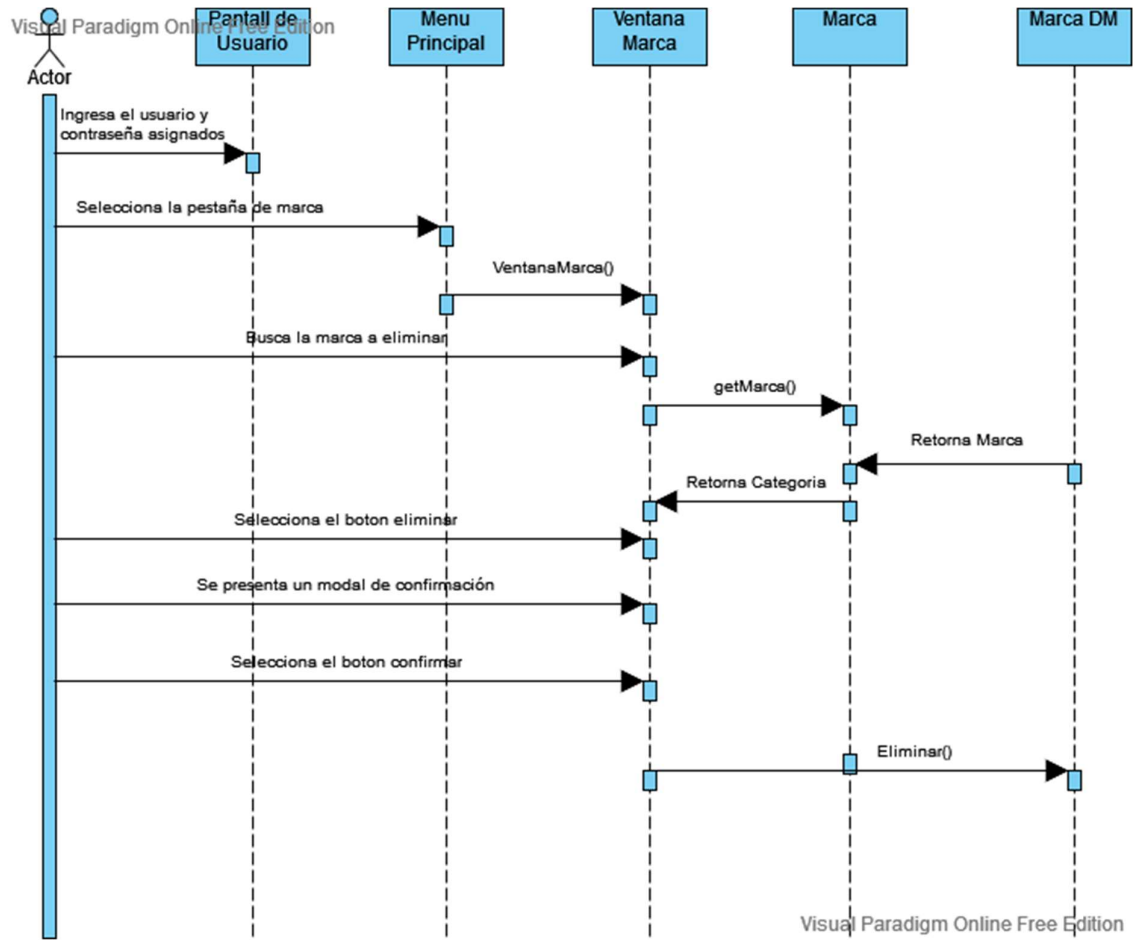 Visual Paradigm Online Free Edition
Pantall de
Usuario
Menu
Principal
Ventana
Marca
Marca
Marca DM
Actor
Ingresa el usuario y
contraseña asignados
Selecciona la pestaña de marca
VentanaMarca()
Busca la marca a eliminar
getMarca()
Retorna Marca
Retorna Categoria
Selecciona el boton eliminar
Se presenta un modal de confirmación
Selecciona el boton confirmar
Eliminar()
Visual Paradigm Online Free Edition